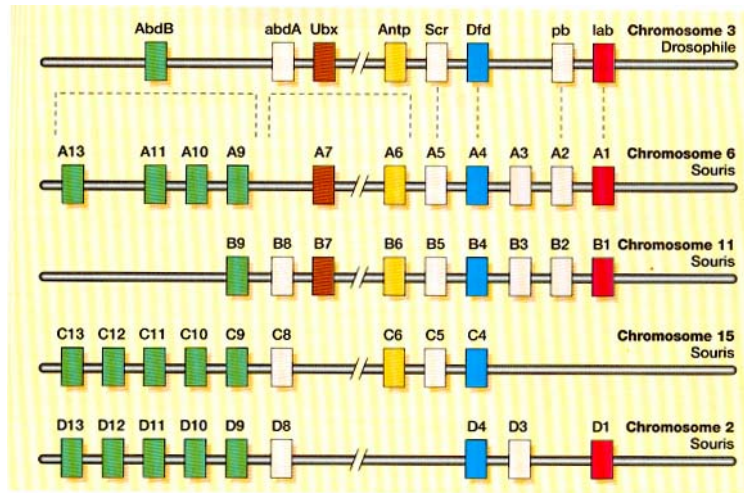 AbdB abdA Ubx Antp Scr Dfd pb lab Chromosome 3
Drosophile
A13 A11 A10 A9 A7 A6 A5 A4 A3 A2 A1 Chromosome 6
Souris
B9 B8 B7 B6 B5 B4 B3 B2 B1 Chromosome 11
Souris
C13 C12 C11 C10 C9 C8 C6 C5 C4 Chromosome 15
Souris
D13 D12 D11 D10 D9 D8 D4 D3 D1 Chromosome 2
Souris